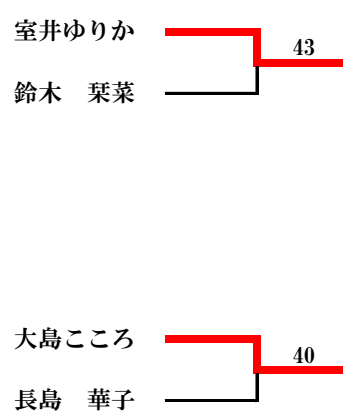 室井ゆりか
43
鈴木　栞菜
大島こころ
40
長島　華子